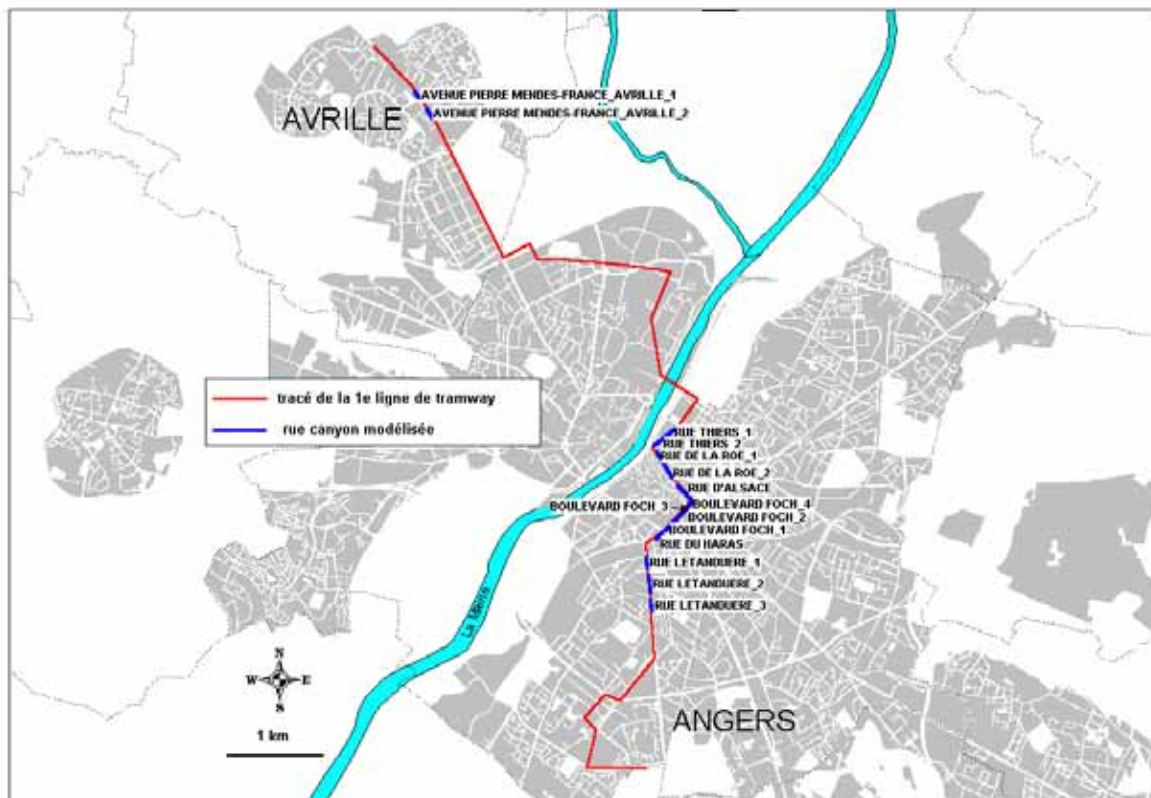 AVENUE PIERRE MENDES-FRANCE_AVRILLE_1
AVRILLE
AVENUE PIERRE MENDES-FRANCE_AVRILLE_2
tracé de la 1e ligne de tramway
rue canyon modélisée
RUE THIERS_1
RUE THIERS_2
RUE DE LA ROE_1
RUE DE LA ROE_2
RUE D'ALSACE
BOULEVARD FOCH_3
BOULEVARD FOCH_4
BOULEVARD FOCH_2
BOULEVARD FOCH_1
RUE DU HARAS
RUE LETANDUERE_1
RUE LETANDUERE_2
RUE LETANDUERE_3
La Maine
N
W E
S
ANGERS
1 km